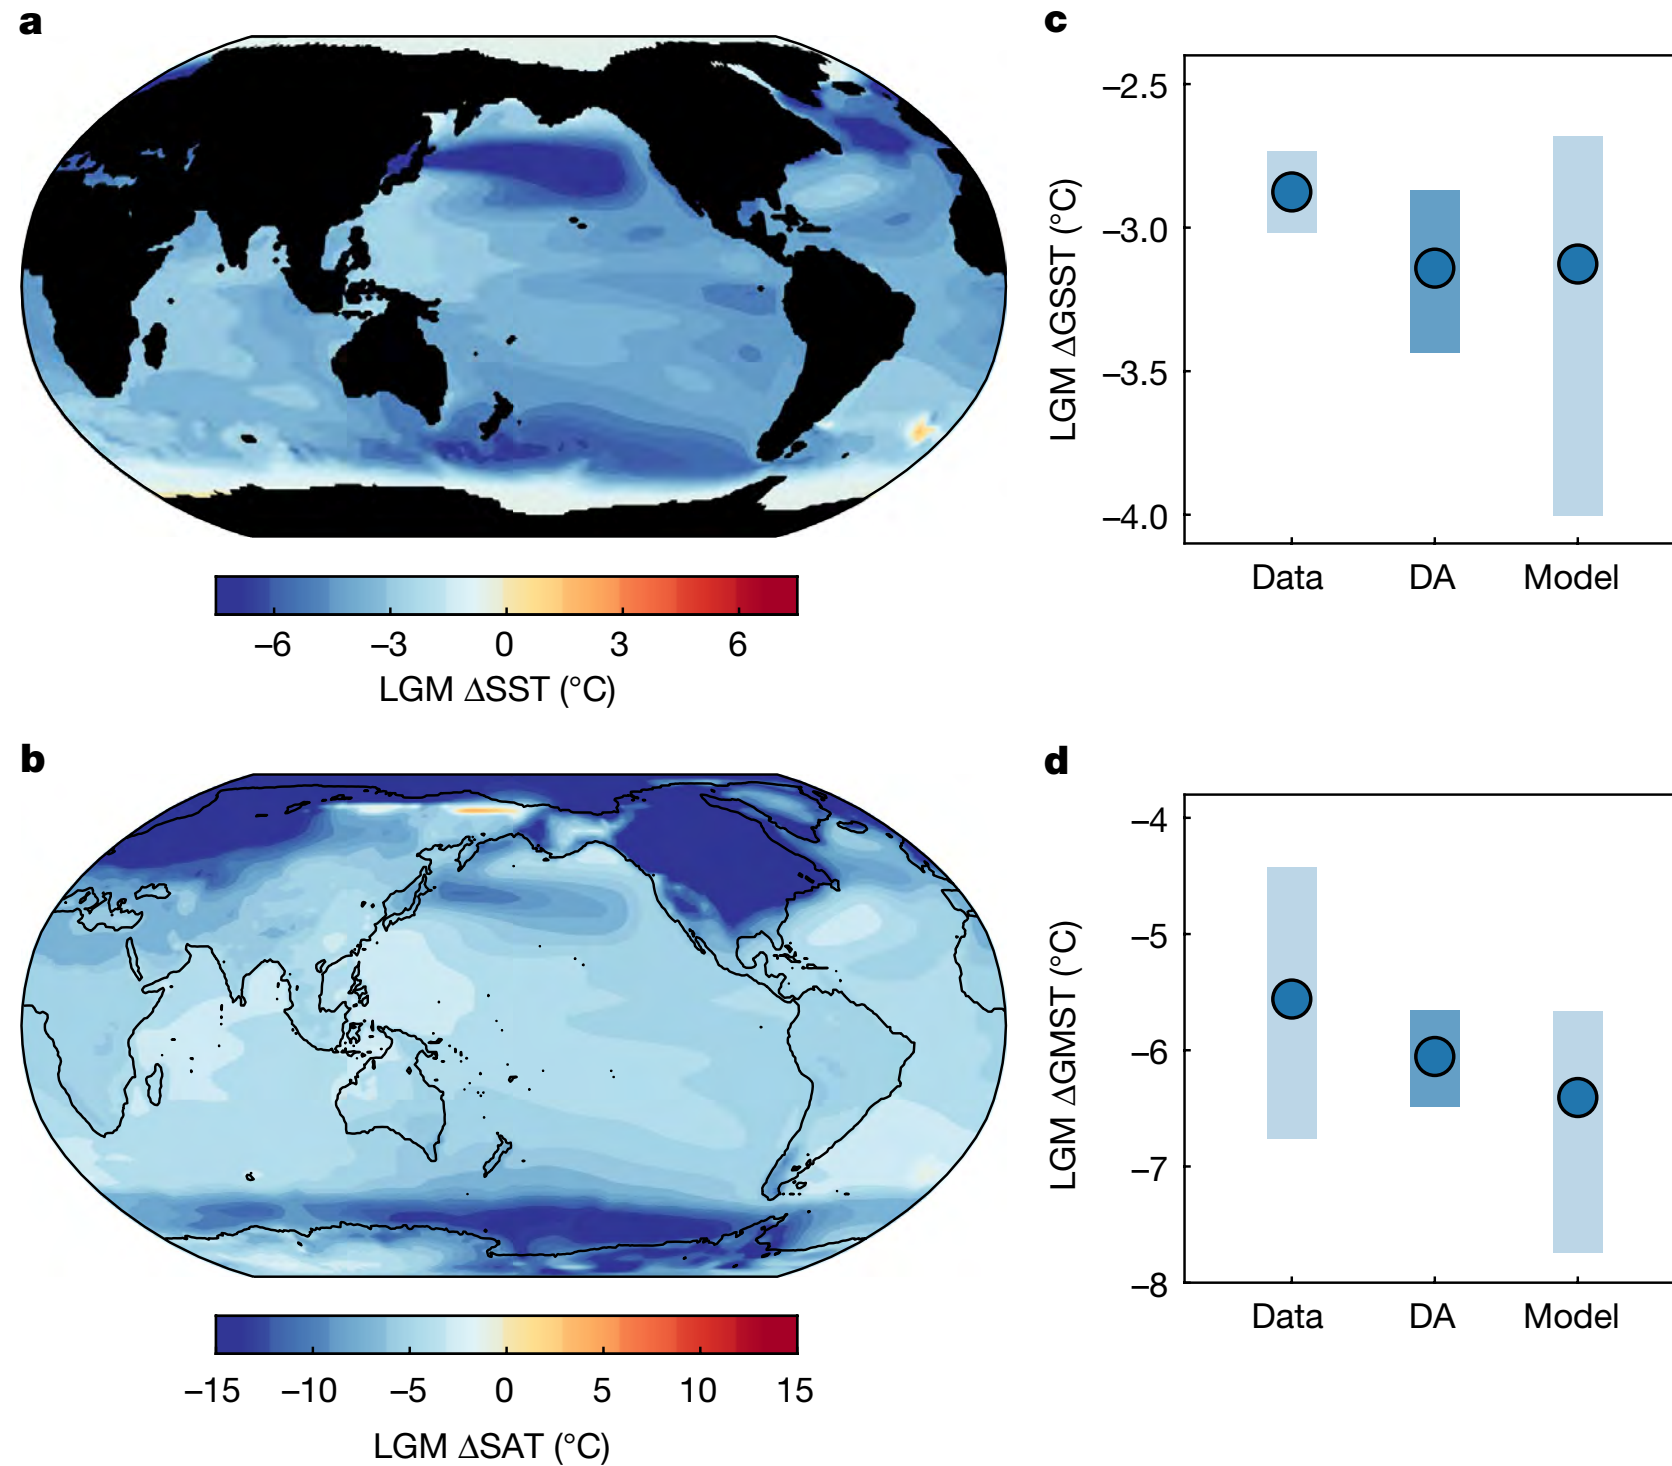 a
−6 −3 0 3 6
LGM ΔSST (°C)
b
−15 −10 −5 0 5 10 15
LGM ΔSAT (°C)
c
LGM ΔGSST (°C)
−2.5
−3.0
−3.5
−4.0
Data DA Model
d
LGM ΔGMST (°C)
−4
−5
−6
−7
−8
Data DA Model